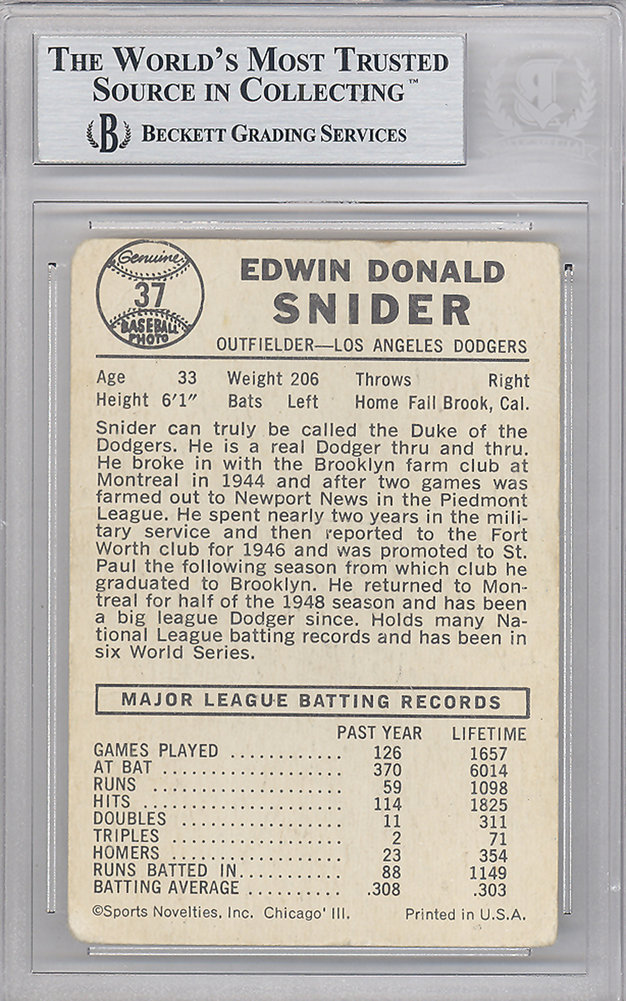 THE WORLD'S MOST TRUSTED
SOURCE IN COLLECTING™
B BECKETT GRADING SERVICES
Genuine
37
BASEBALL
PHOTO
EDWIN DONALD
SNIDER
OUTFIELDER—LOS ANGELES DODGERS
Age 33 Weight 206 Throws Right
Height 6'1" Bats Left Home Fall Brook, Cal.
Snider can truly be called the Duke of the
Dodgers. He is a real Dodger thru and thru.
He broke in with the Brooklyn farm club at
Montreal in 1944 and after two games was
farmed out to Newport News in the Piedmont
League. He spent nearly two years in the mili-
tary service and then reported to the Fort
Worth club for 1946 and was promoted to St.
Paul the following season from which club he
graduated to Brooklyn. He returned to Mon-
treal for half of the 1948 season and has been
a big league Dodger since. Holds many Na-
tional League batting records and has been in
six World Series.
MAJOR LEAGUE BATTING RECORDS
PAST YEAR LIFETIME
GAMES PLAYED ............ 126 1657
AT BAT .................... 370 6014
RUNS ..................... 59 1098
HITS ...................... 114 1825
DOUBLES .................. 11 311
TRIPLES ................... 2 71
HOMERS .................. 23 354
RUNS BATTED IN........... 88 1149
BATTING AVERAGE .......... .308 .303
©Sports Novelties, Inc. Chicago' Ill. Printed in U.S.A.